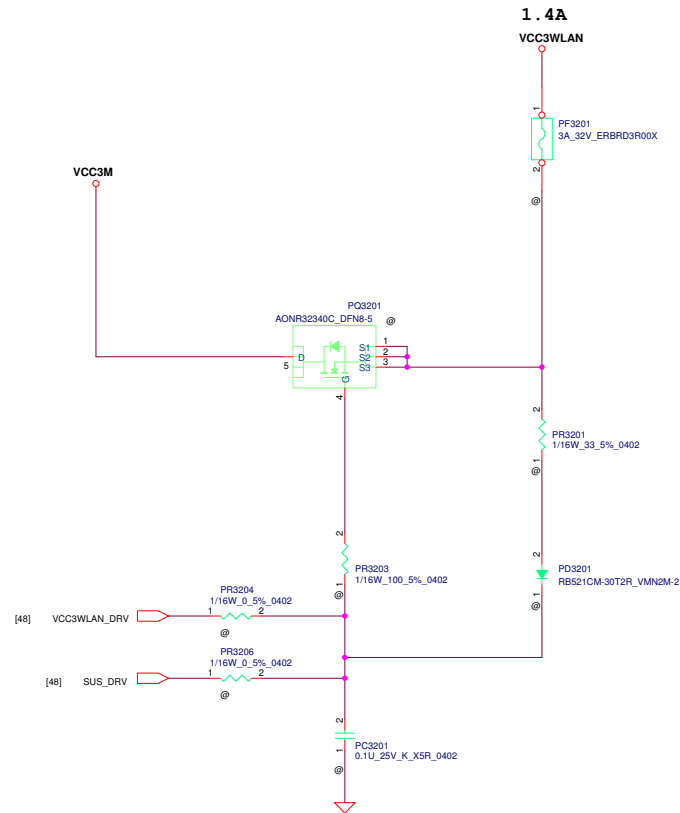 1.4A
VCC3WLAN
1
PF3201
3A_32V_ERBRD3R00X
2
@
VCC3M
PQ3201
AONR32340C_DFN8-5 @
D
5
S1 1
S2 2
S3 3
G
4
2
PR3201
1/16W_33_5%_0402
1
@
2
PR3203
1/16W_100_5%_0402
1
@
2
PD3201
RB521CM-30T2R_VMN2M-2
1
@
PR3204
1/16W_0_5%_0402
[48] VCC3WLAN_DRV 1 2
@
PR3206
1/16W_0_5%_0402
[48] SUS_DRV 1 2
@
2
PC3201
0.1U_25V_K_X5R_0402
1
@